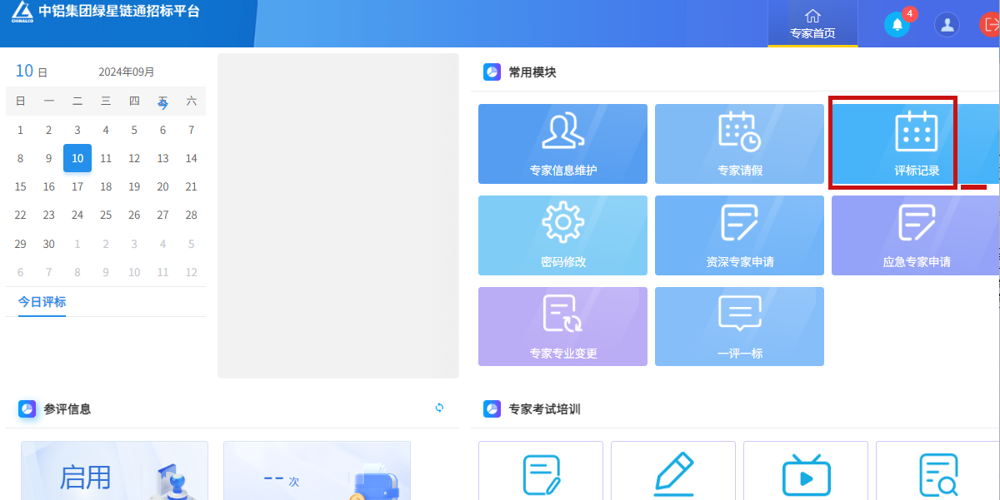 中铝集团绿星链通招标平台
CHINALCO
专家首页
4
10 日
2024年09月
日 一 二 三 四 五 六
1 2 3 4 5 6 7
8 9 10 11 12 13 14
15 16 17 18 19 20 21
22 23 24 25 26 27 28
29 30 1 2 3 4 5
6 7 8 9 10 11 12
今日评标
常用模块
专家信息维护
专家请假
评标记录
密码修改
资深专家申请
应急专家申请
专家专业变更
一评一标
参评信息
启用
-- 次
专家考试培训